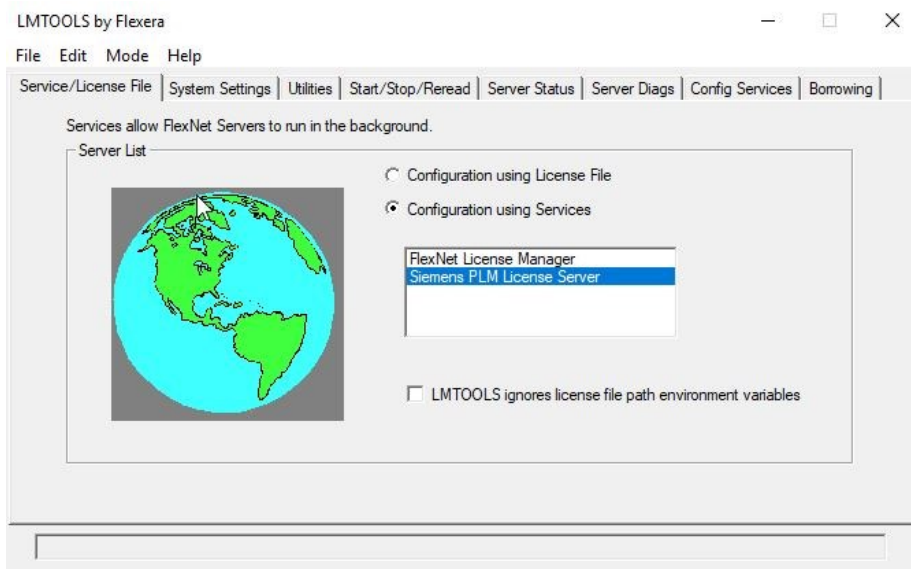 LMTOOLS by Flexera
File Edit Mode Help
Service/License File System Settings Utilities Start/Stop/Reread Server Status Server Diags Config Services Borrowing
Services allow FlexNet Servers to run in the background.
Server List
Configuration using License File
Configuration using Services
FlexNet License Manager
Siemens PLM License Server
LMTOOLS ignores license file path environment variables